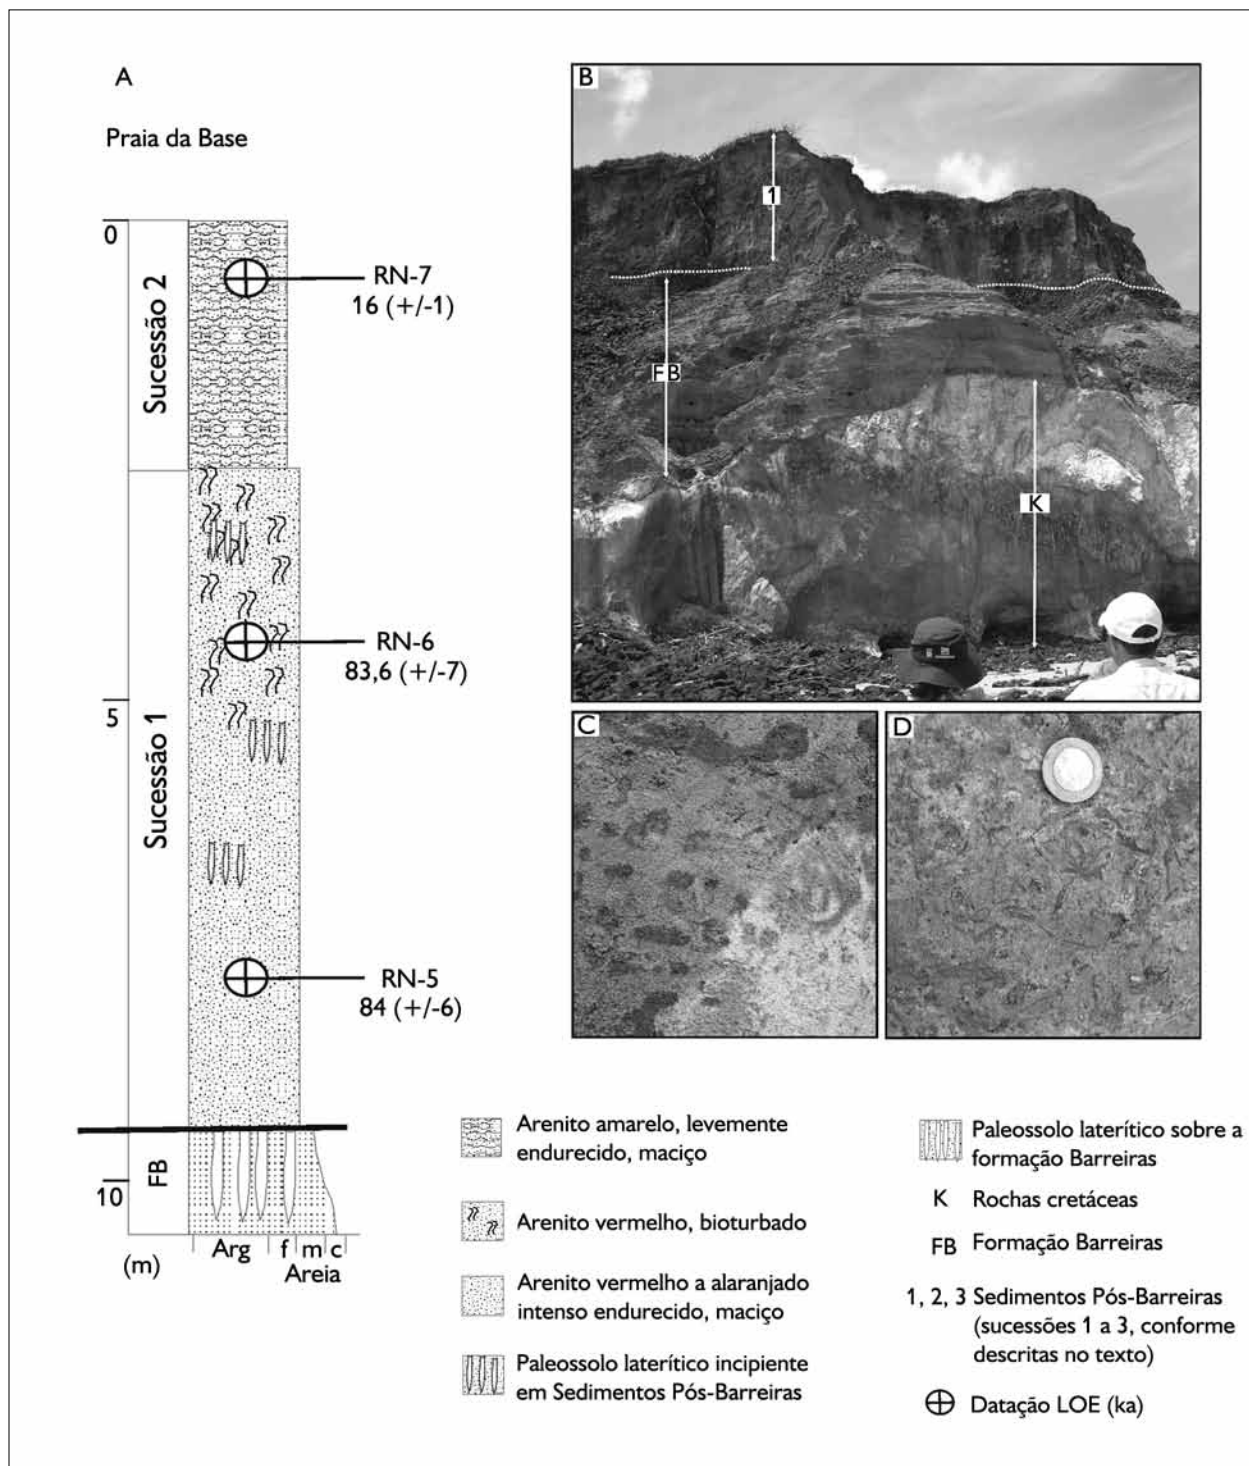 A
Praia da Base
0
5
10
(m)
Sucessão 2
Sucessão 1
FB
RN-7
16 (+/-1)
RN-6
83,6 (+/-7)
RN-5
84 (+/-6)
Arg
f
m
c
Areia
B
1
FB
K
C
D
Arenito amarelo, levemente
endurecido, maciço
Arenito vermelho, bioturbado
Arenito vermelho a alaranjado
intenso endurecido, maciço
Paleossolo laterítico incipiente
em Sedimentos Pós-Barreiras
Paleossolo laterítico sobre a
formação Barreiras
K Rochas cretáceas
FB Formação Barreiras
1, 2, 3 Sedimentos Pós-Barreiras
(sucessões 1 a 3, conforme
descritas no texto)
Datação LOE (ka)